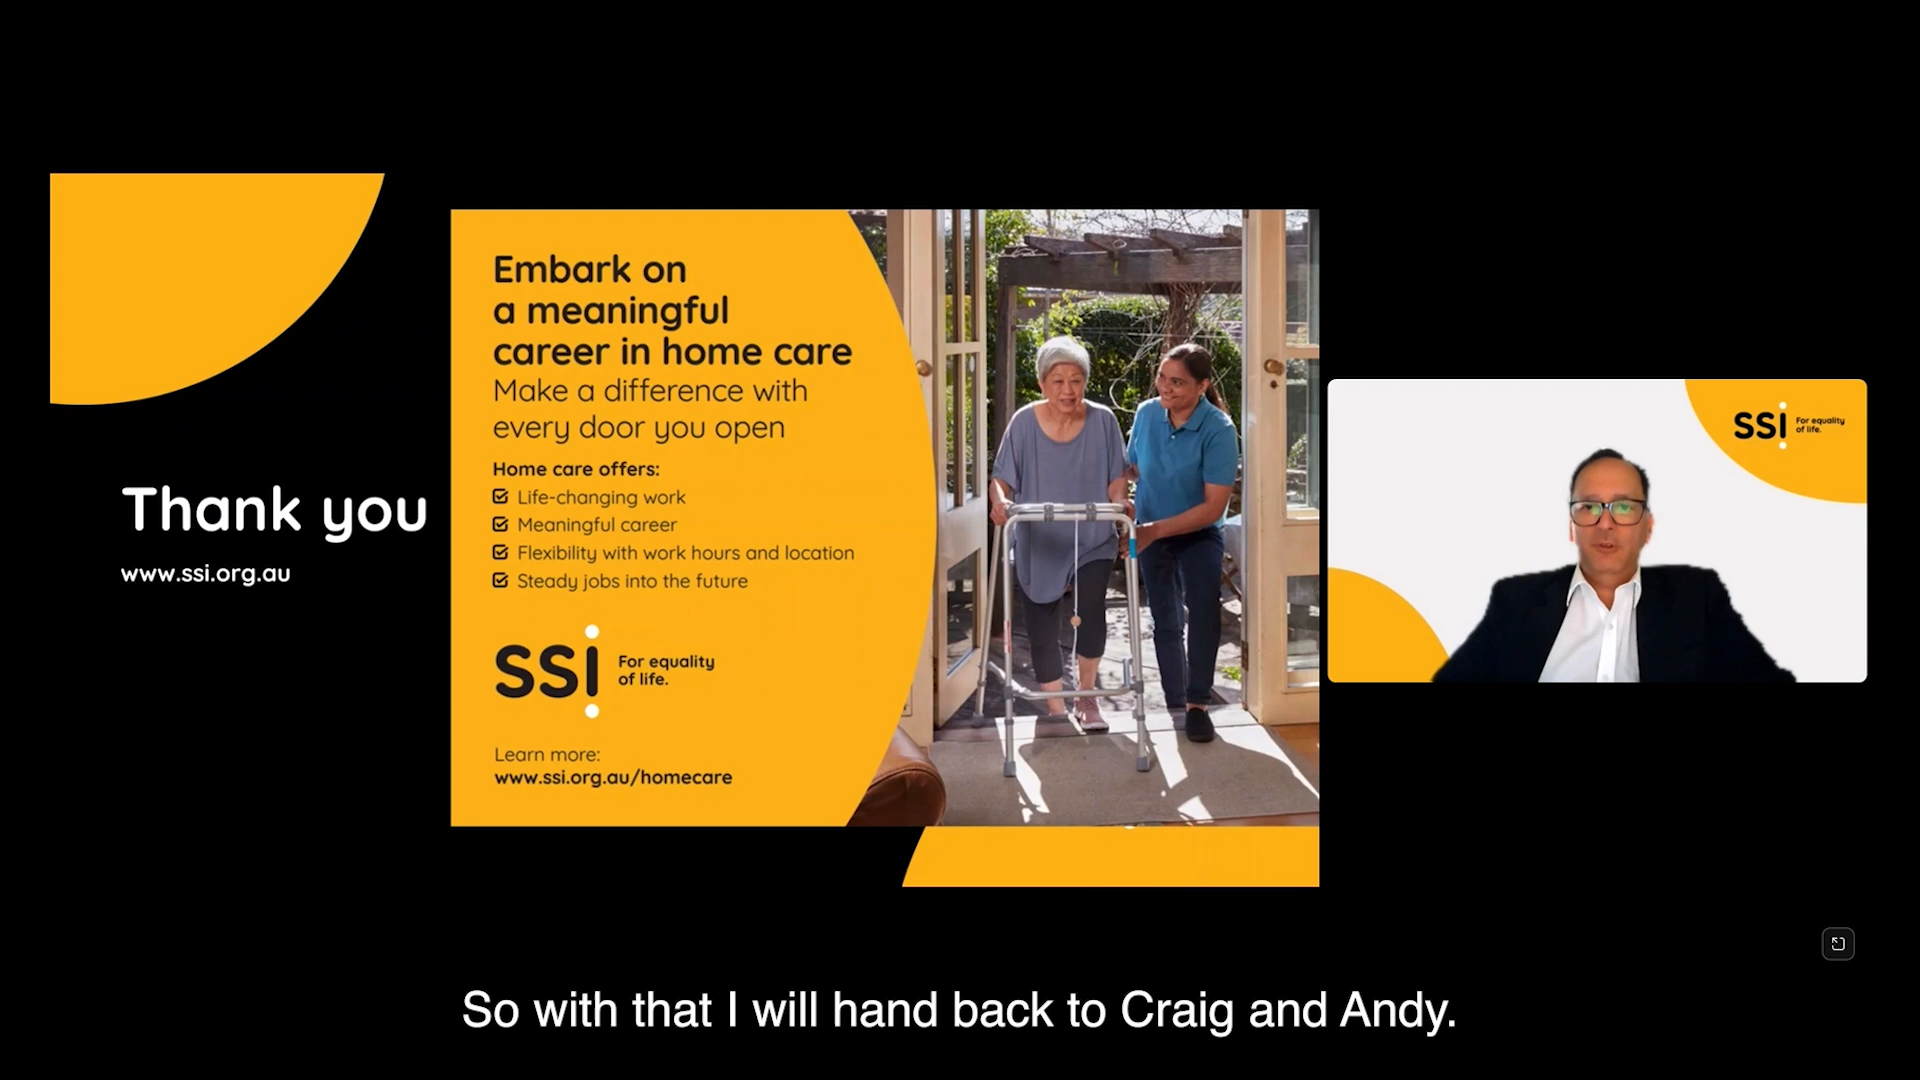 Thank you
www.ssi.org.au
Embark on
a meaningful
career in home care
Make a difference with
every door you open
Home care offers:
Life-changing work
Meaningful career
Flexibility with work hours and location
Steady jobs into the future
ssi
For equality
of life.
Learn more:
www.ssi.org.au/homecare
ssi
For equality
of life.
So with that I will hand back to Craig and Andy.